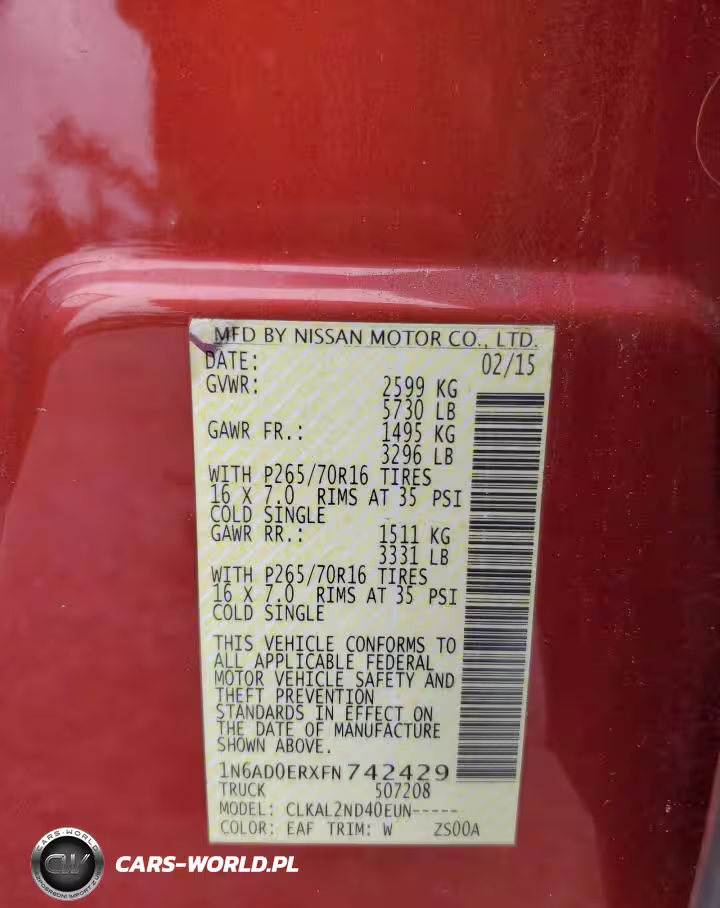 MFD BY NISSAN MOTOR CO., LTD.
DATE: 02/15
GVWR: 2599 KG
5730 LB
GAWR FR.: 1495 KG
3296 LB
WITH P265/70R16 TIRES
16 X 7.0 RIMS AT 35 PSI
COLD SINGLE
GAWR RR.: 1511 KG
3331 LB
WITH P265/70R16 TIRES
16 X 7.0 RIMS AT 35 PSI
COLD SINGLE
THIS VEHICLE CONFORMS TO
ALL APPLICABLE FEDERAL
MOTOR VEHICLE SAFETY AND
THEFT PREVENTION
STANDARDS IN EFFECT ON
THE DATE OF MANUFACTURE
SHOWN ABOVE.
1N6AD0ERXFN742429
TRUCK 507208
MODEL: CLKAL2ND40EUN-----
COLOR: EAF TRIM: W ZS00A
CARS-WORLD
CW
CARS-WORLD.PL